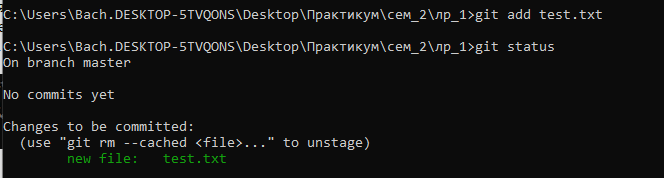 C:\Users\Bach.DESKTOP-5TVQONS\Desktop\Практикум\сем_2\лр_1>git add test.txt
C:\Users\Bach.DESKTOP-5TVQONS\Desktop\Практикум\сем_2\лр_1>git status
On branch master
No commits yet
Changes to be committed:
  (use "git rm --cached <file>..." to unstage)
        new file:   test.txt